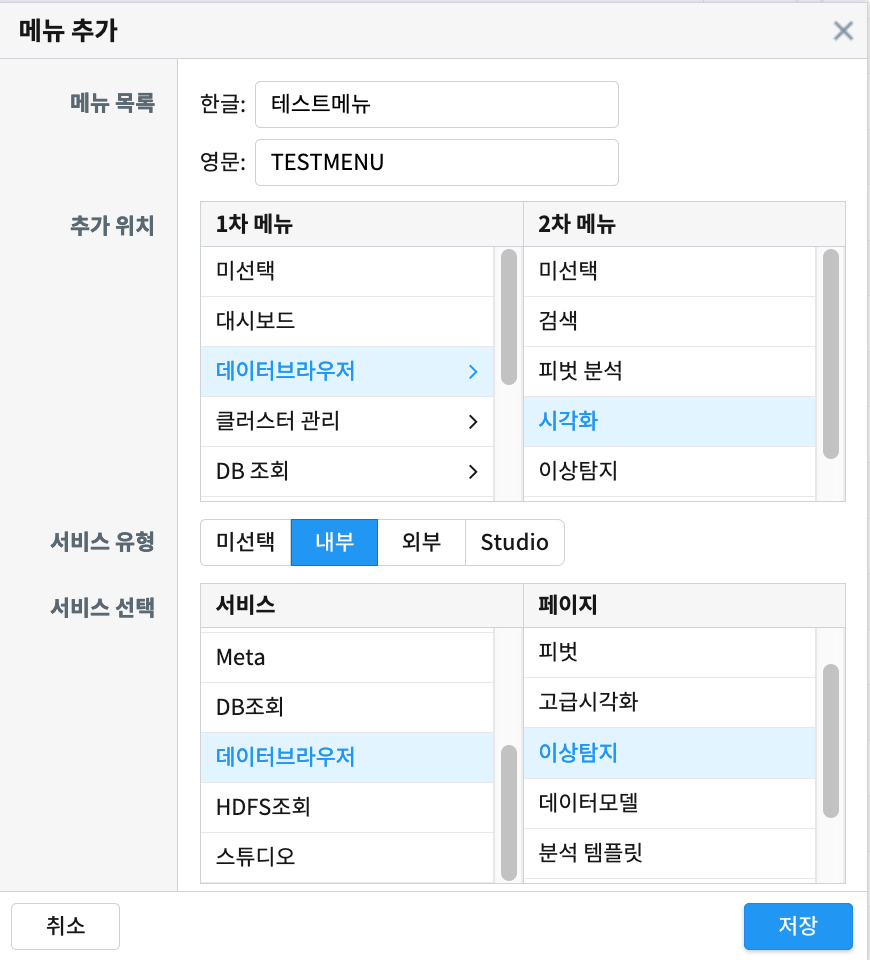 메뉴 추가
메뉴 목록
한글: 테스트메뉴
영문: TESTMENU
추가 위치
1차 메뉴 2차 메뉴
미선택 미선택
대시보드 검색
데이터브라우저 피벗 분석
클러스터 관리 시각화
DB 조회 이상탐지
서비스 유형 미선택 내부 외부 Studio
서비스 선택 서비스 페이지
Meta 피벗
DB조회 고급시각화
데이터브라우저 이상탐지
HDFS조회 데이터모델
스튜디오 분석 템플릿
취소 저장